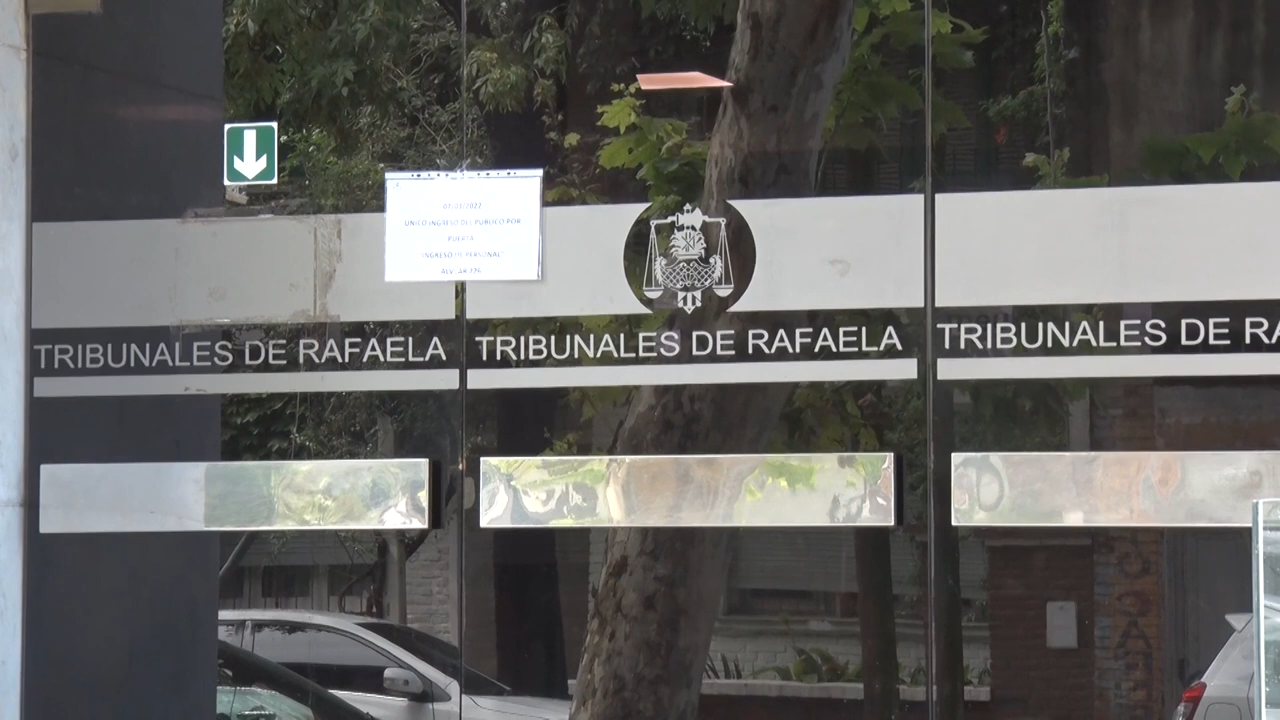 07/03/2022
UNICO INGRESO DEL PUBLICO POR
PUERTA
"INGRESO DE PERSONAL"
TRIBUNALES DE RAFAELA
TRIBUNALES DE RAFAELA
TRIBUNALES DE RA